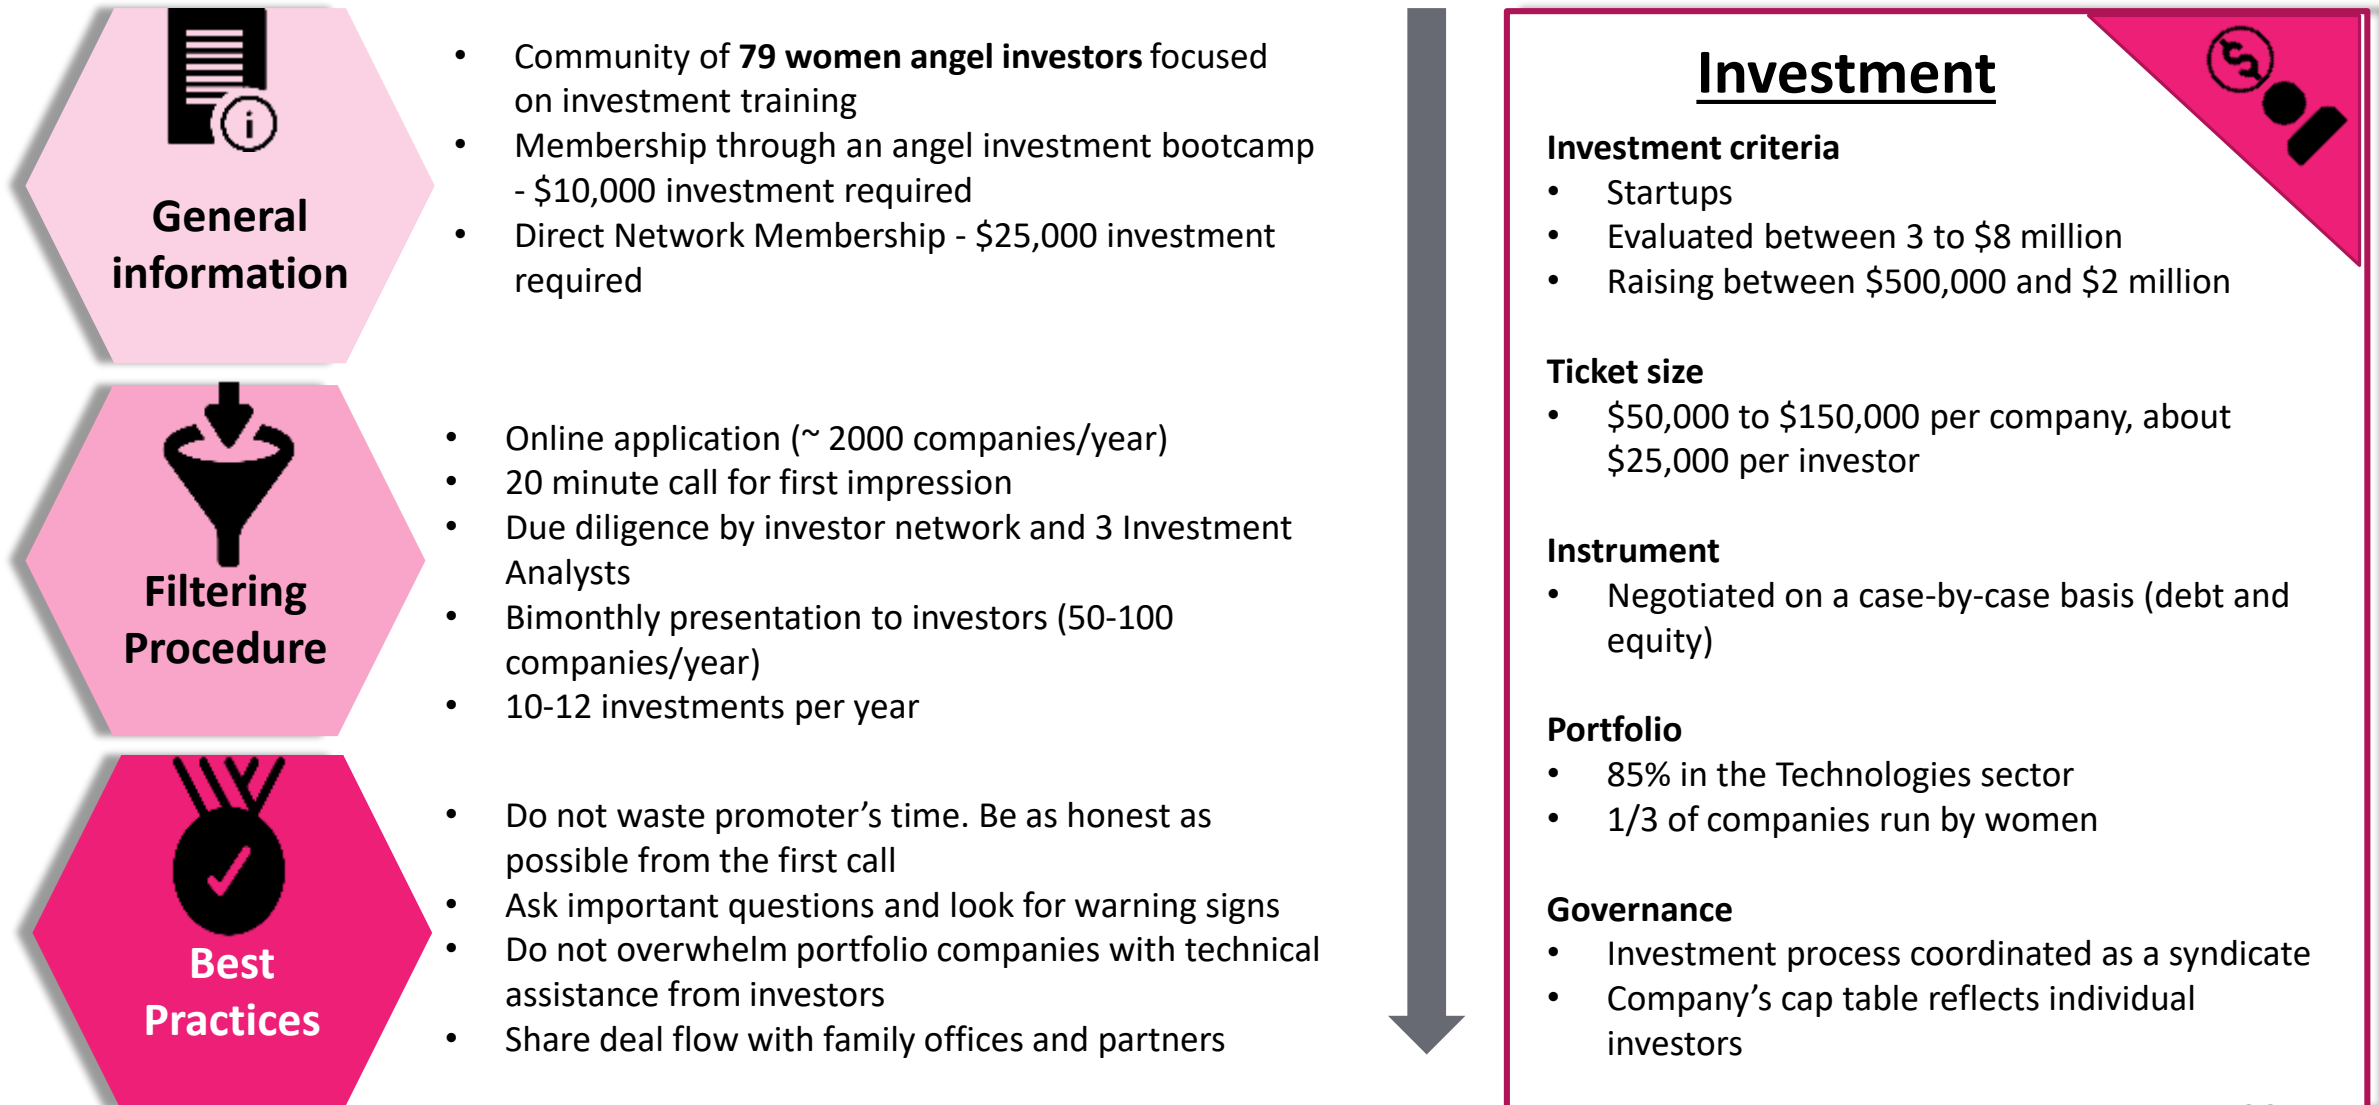 General
information
• Community of 79 women angel investors focused
on investment training
• Membership through an angel investment bootcamp
- $10,000 investment required
• Direct Network Membership - $25,000 investment
required
Filtering
Procedure
• Online application (~ 2000 companies/year)
• 20 minute call for first impression
• Due diligence by investor network and 3 Investment
Analysts
• Bimonthly presentation to investors (50-100
companies/year)
• 10-12 investments per year
Best
Practices
• Do not waste promoter’s time. Be as honest as
possible from the first call
• Ask important questions and look for warning signs
• Do not overwhelm portfolio companies with technical
assistance from investors
• Share deal flow with family offices and partners
Investment
Investment criteria
• Startups
• Evaluated between 3 to $8 million
• Raising between $500,000 and $2 million
Ticket size
• $50,000 to $150,000 per company, about
$25,000 per investor
Instrument
• Negotiated on a case-by-case basis (debt and
equity)
Portfolio
• 85% in the Technologies sector
• 1/3 of companies run by women
Governance
• Investment process coordinated as a syndicate
• Company’s cap table reflects individual
investors